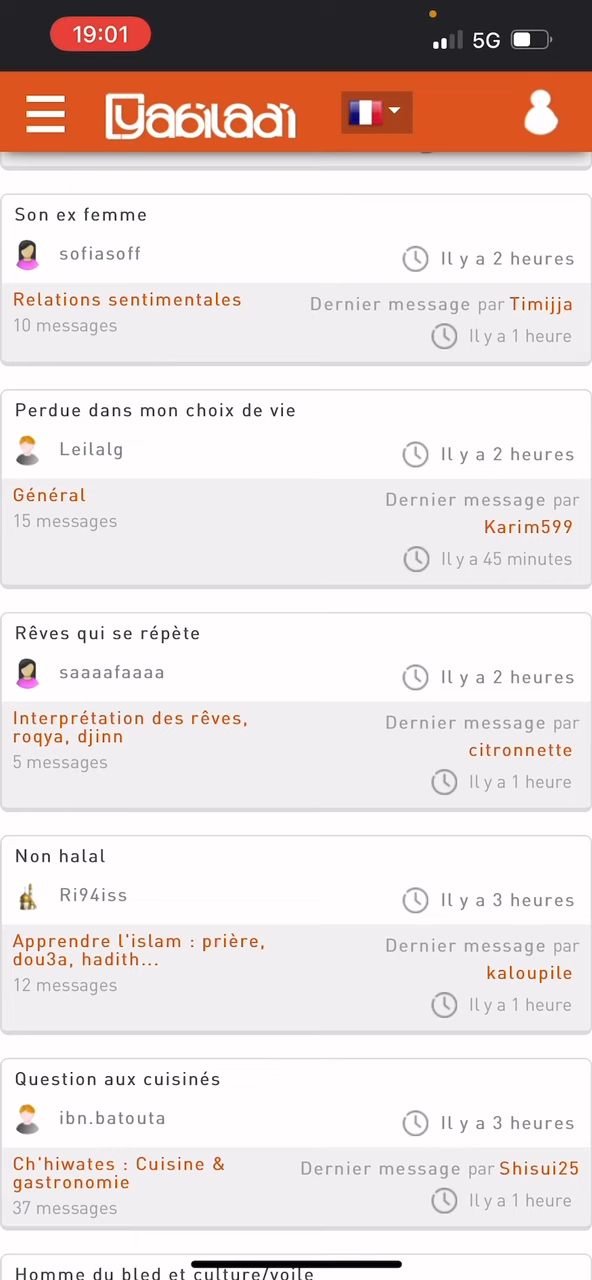 19:01
5G
Yabiladi
Son ex femme
sofiasoff
Il y a 2 heures
Relations sentimentales
Dernier message par Timijja
10 messages
Il y a 1 heure
Perdue dans mon choix de vie
Leilalg
Il y a 2 heures
Général
Dernier message par
15 messages
Karim599
Il y a 45 minutes
Rêves qui se répète
saaaafaaaa
Il y a 2 heures
Interprétation des rêves,
Dernier message par
roqya, djinn
citronnette
5 messages
Il y a 1 heure
Non halal
Ri94iss
Il y a 3 heures
Apprendre l'islam : prière,
Dernier message par
dou3a, hadith...
kaloupile
12 messages
Il y a 1 heure
Question aux cuisinés
ibn.batouta
Il y a 3 heures
Ch'hiwates : Cuisine &
Dernier message par Shisui25
gastronomie
37 messages
Il y a 1 heure
Homme du bled et culture/voile